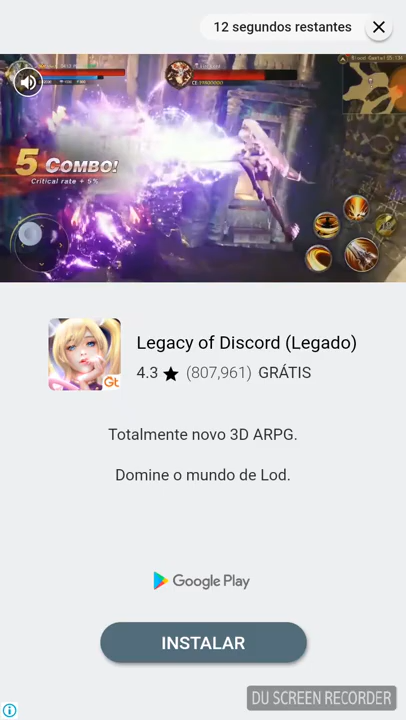 12 segundos restantes
5 COMBO!
Critical rate + 5%
Legacy of Discord (Legado)
4.3 ★ (807,961) GRÁTIS
Gt
Totalmente novo 3D ARPG.
Domine o mundo de Lod.
Google Play
INSTALAR
DU SCREEN RECORDER